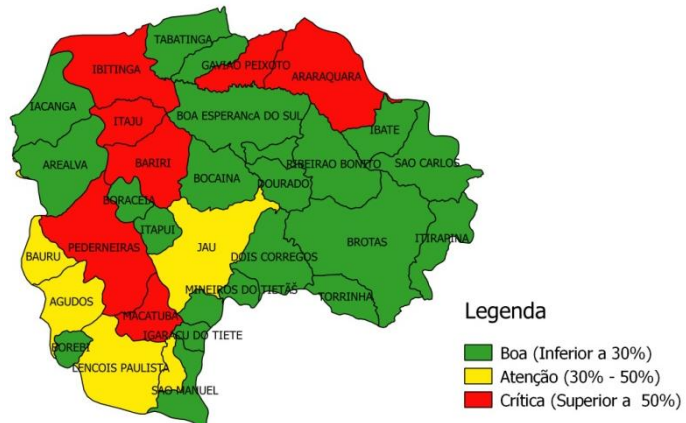 TABATINGA
GAVIAO PEIXOTO
IBITINGA
ARARAQUARA
IACANGA
BOA ESPERANcA DO SUL
ITAJU
IBATE
AREALVA
BARIRI
RIBEIRAO BONITO
SAO CARLOS
BOCAINA
DOURADO
BORACEIA
ITAPUI
PEDERNEIRAS
JAU
BROTAS
ITIRAPINA
BAURU
DOIS CORREGOS
MINEIROS DO TIETÃS
AGUDOS
TORRINHA
MACATUBA
IGARAcU DO TIETE
BOREBI
LENCOIS PAULISTA
SAO MANUEL
Legenda
Boa (Inferior a 30%)
Atenção (30% - 50%)
Crítica (Superior a 50%)